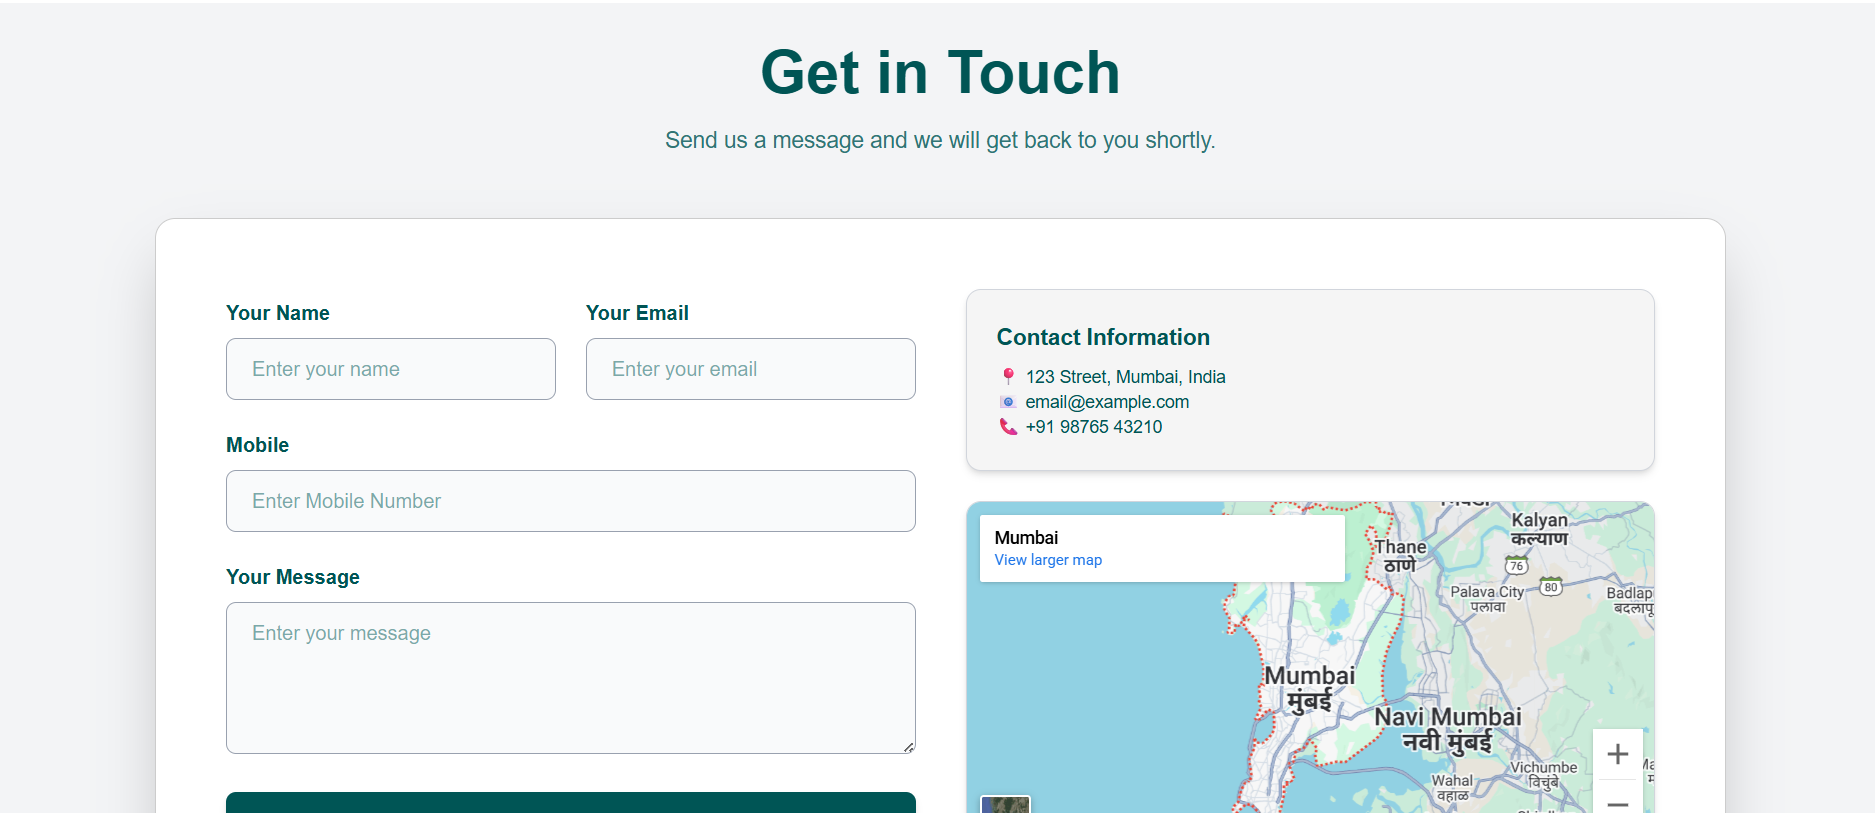 Get in Touch
Send us a message and we will get back to you shortly.
Your Name
Your Email
Enter your name
Enter your email
Mobile
Enter Mobile Number
Your Message
Enter your message
Contact Information
123 Street, Mumbai, India
email@example.com
+91 98765 43210
Mumbai
View larger map
Kalyan
कल्याण
Thane
ठाणे
76
80
Palava City
पलावा
Mumbai
मुंबई
Navi Mumbai
नवी मुंबई
Vichumbe
विचुंबे
Wahal
वहाळ